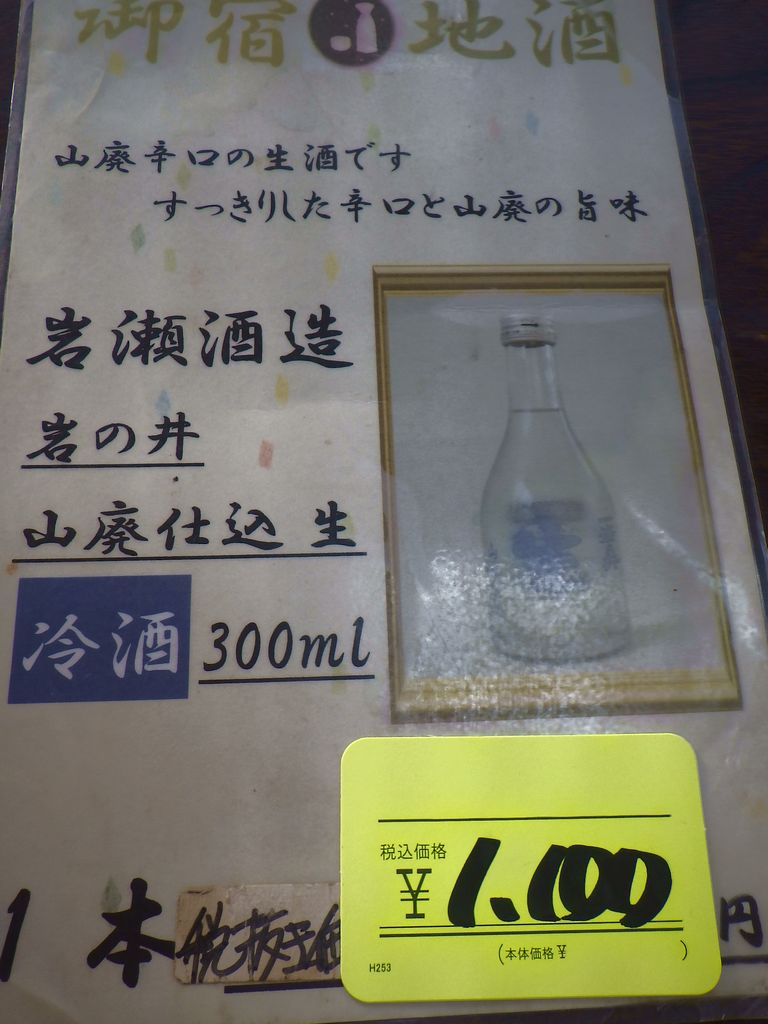 御宿地酒
山廃辛口の生酒です
すっきりした辛口と山廃の旨味
岩瀬酒造
岩の井
山廃仕込 生
冷酒 300ml
税込価格
¥1.100
1 本 税抜 円
(本体価格¥ )
H253